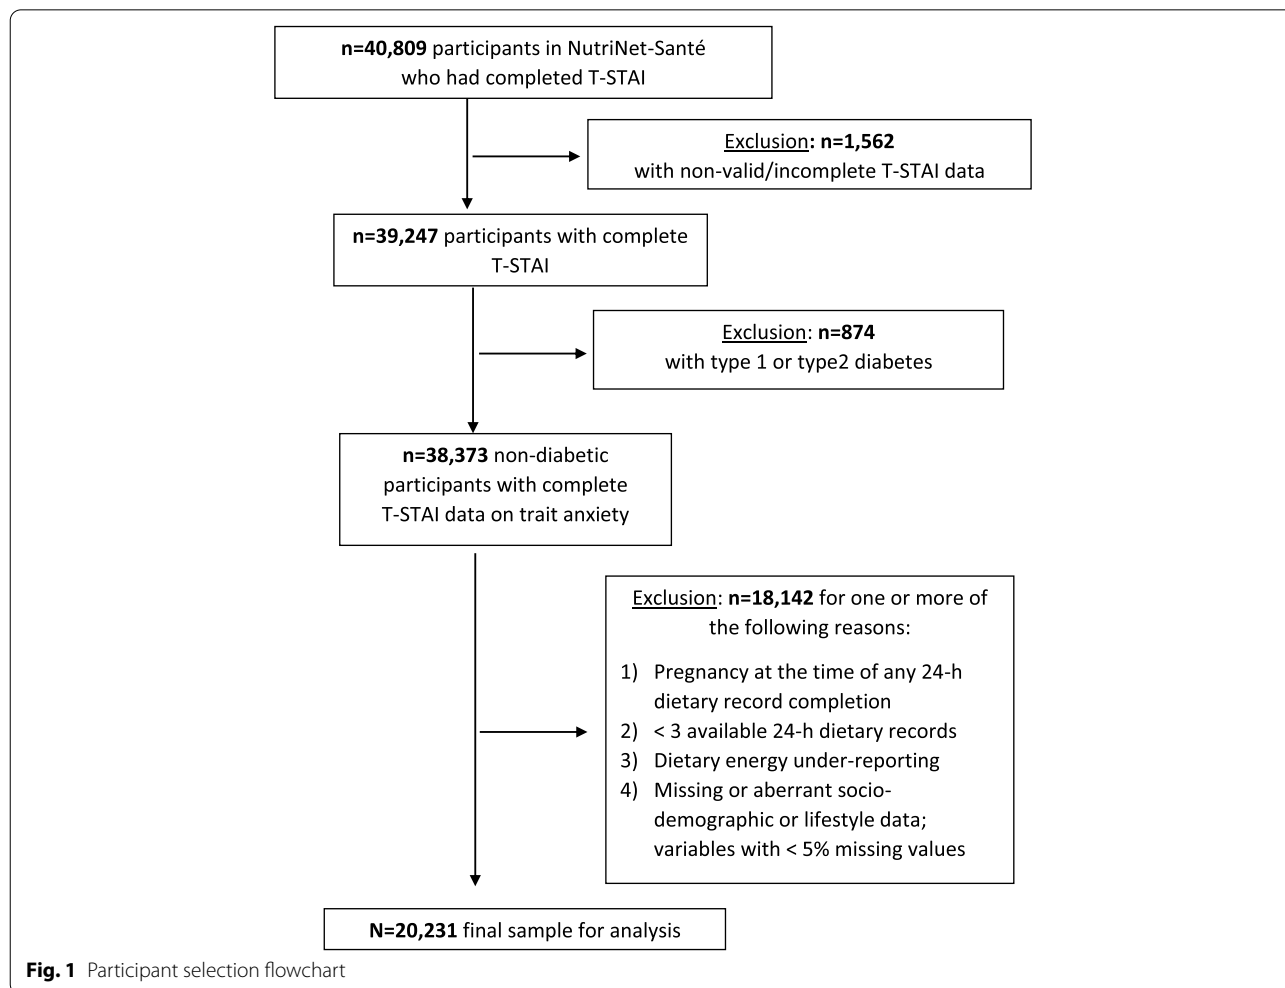 n=40,809 participants in NutriNet-Santé
who had completed T-STAI
Exclusion: n=1,562
with non-valid/incomplete T-STAI data
n=39,247 participants with complete
T-STAI
Exclusion: n=874
with type 1 or type2 diabetes
n=38,373 non-diabetic
participants with complete
T-STAI data on trait anxiety
Exclusion: n=18,142 for one or more of
the following reasons:
1) Pregnancy at the time of any 24-h
dietary record completion
2) < 3 available 24-h dietary records
3) Dietary energy under-reporting
4) Missing or aberrant socio-
demographic or lifestyle data;
variables with < 5% missing values
N=20,231 final sample for analysis
Fig. 1 Participant selection flowchart